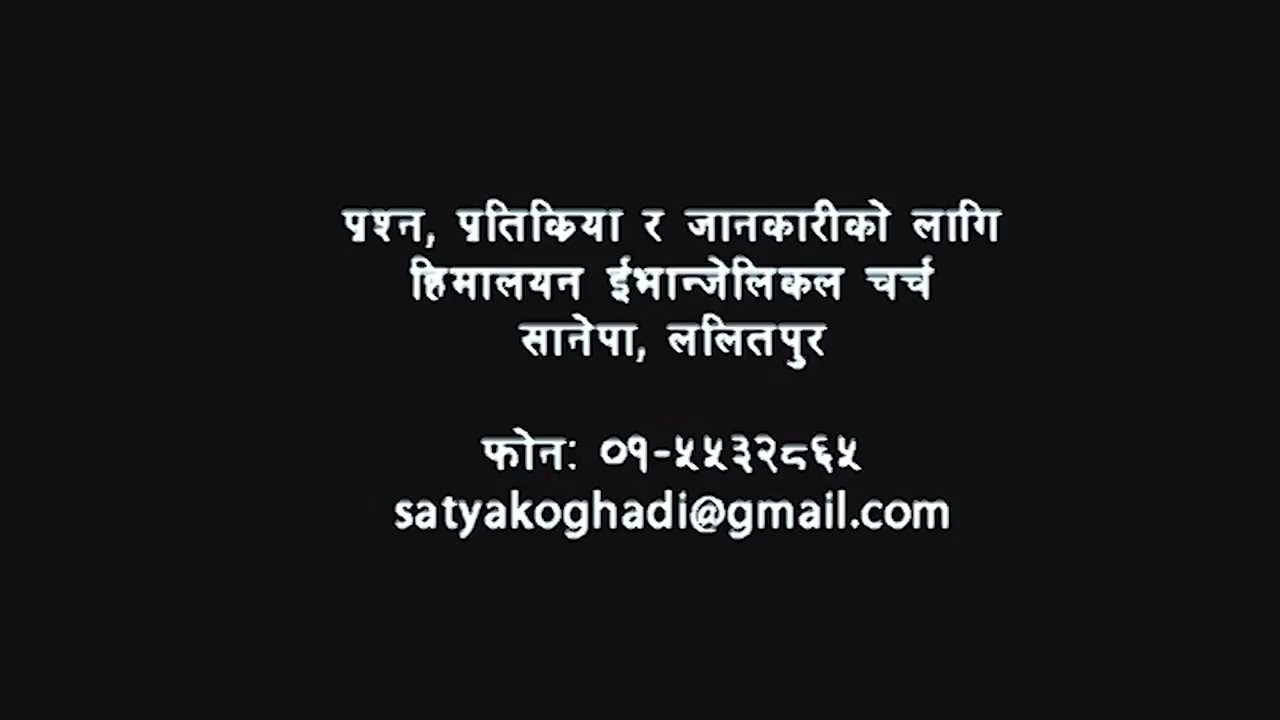 प्रश्न, प्रतिक्रिया र जानकारीको लागि
हिमालयन ईभान्जेलिकल चर्च
सानेपा, ललितपुर
फोन: ०१-५५३२८६५
satyakoghadi@gmail.com